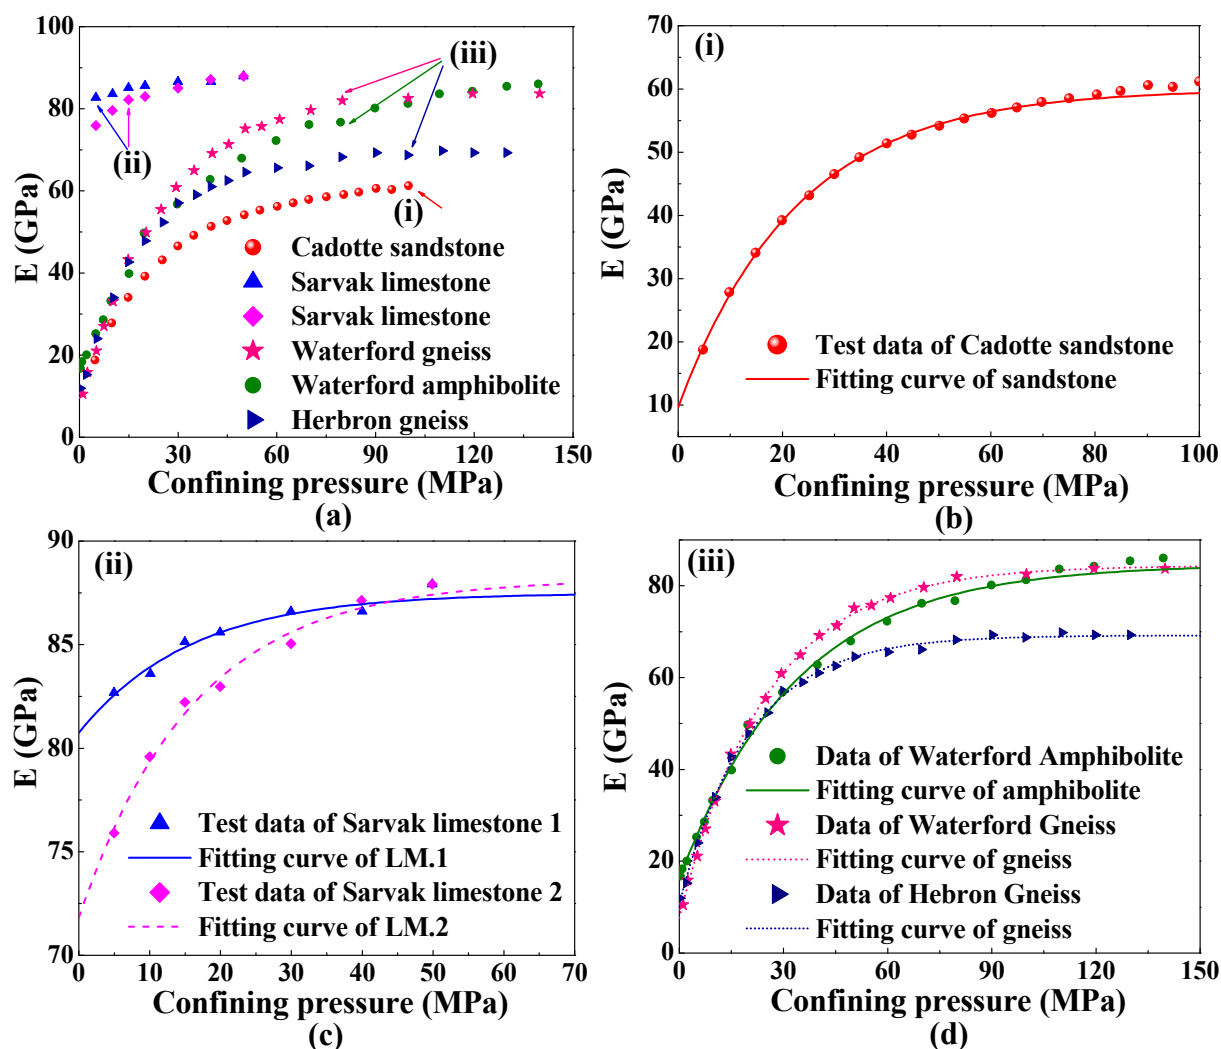 100
80
60
40
20
0
E (GPa)
(iii)
(ii)
(i)
Cadotte sandstone
Sarvak limestone
Sarvak limestone
Waterford gneiss
Waterford amphibolite
Herbron gneiss
0 30 60 90 120 150
Confining pressure (MPa)
(a)
70
60
50
40
30
20
10
E (GPa)
(i)
Test data of Cadotte sandstone
Fitting curve of sandstone
0 20 40 60 80 100
Confining pressure (MPa)
(b)
90
85
80
75
70
E (GPa)
(ii)
Test data of Sarvak limestone 1
Fitting curve of LM.1
Test data of Sarvak limestone 2
Fitting curve of LM.2
0 10 20 30 40 50 60 70
Confining pressure (MPa)
(c)
80
60
40
20
0
E (GPa)
(iii)
Data of Waterford Amphibolite
Fitting curve of amphibolite
Data of Waterford Gneiss
Fitting curve of gneiss
Data of Hebron Gneiss
Fitting curve of gneiss
0 30 60 90 120 150
Confining pressure (MPa)
(d)